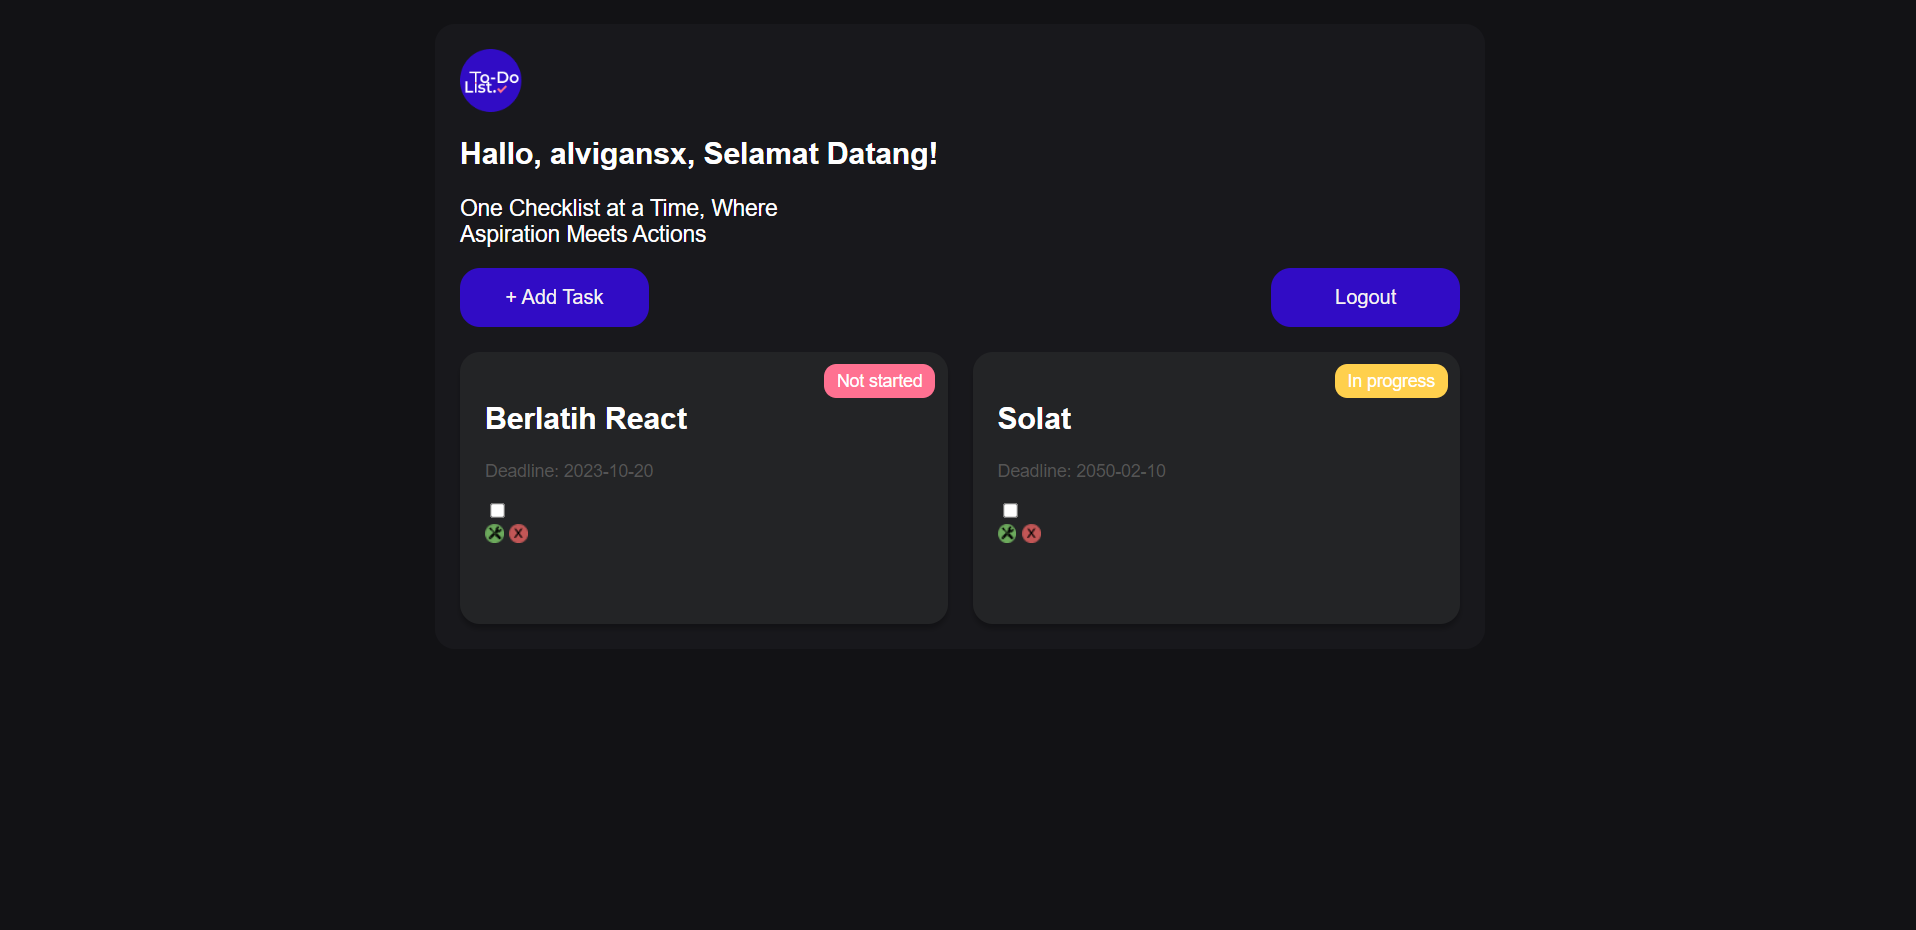 To-Do
List.
Hallo, alvigansx, Selamat Datang!
One Checklist at a Time, Where
Aspiration Meets Actions
+ Add Task
Logout
Not started
Berlatih React
Deadline: 2023-10-20
X
In progress
Solat
Deadline: 2050-02-10
X